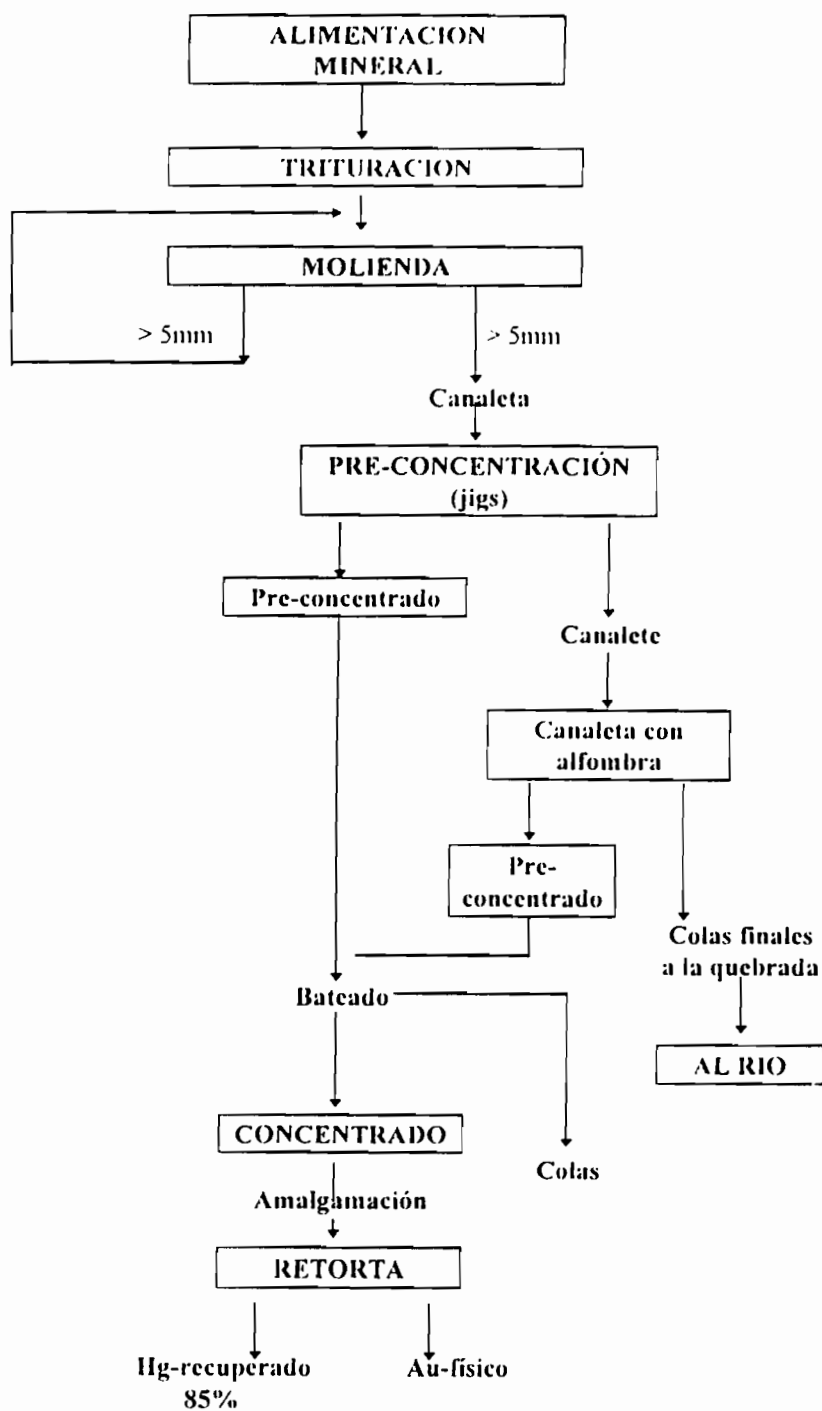 ALIMENTACION
MINERAL
TRITURACION
MOLIENDA
> 5mm
> 5mm
Canaleta
PRE-CONCENTRACIÓN
(jigs)
Pre-concentrado
Canalete
Canaleta con
alfombra
Pre-
concentrado
Colas finales
a la quebrada
Bateado
AL RIO
CONCENTRADO
Colas
Amalgamación
RETORTA
Hg-recuperado
85%
Au-físico